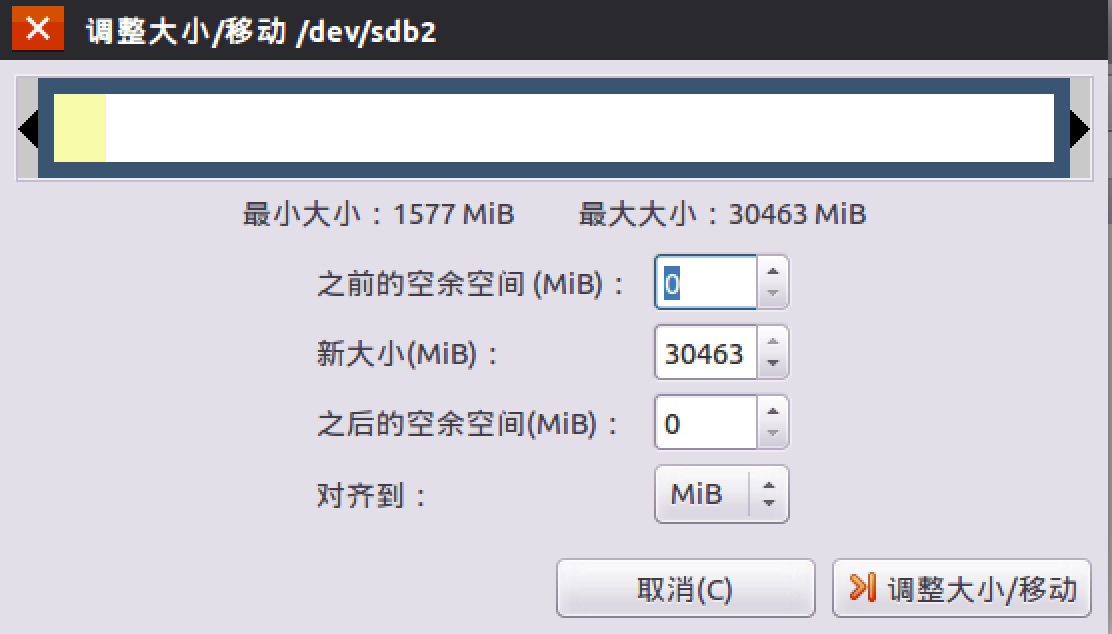 调整大小/移动 /dev/sdb2
最小大小：1577 MiB 最大大小：30463 MiB
之前的空余空间 (MiB)： 0
新大小(MiB)： 30463
之后的空余空间(MiB)： 0
对齐到： MiB
取消(C) 调整大小/移动